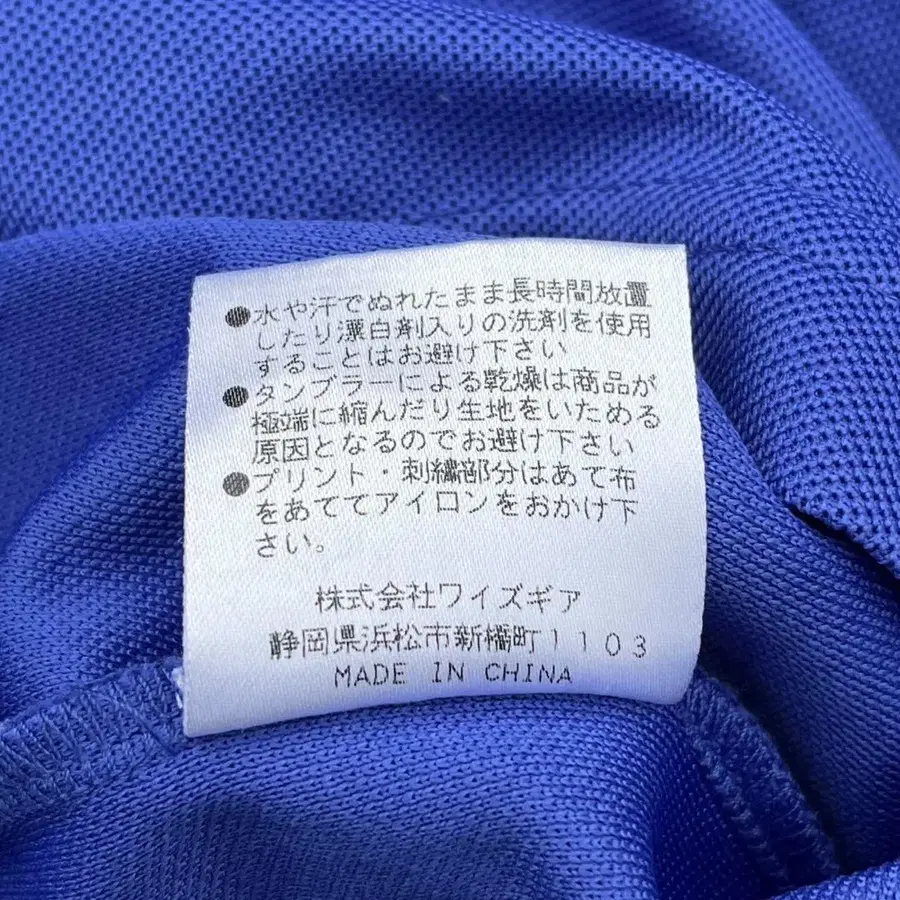 ●水や汗でぬれたまま長時間放置
したり漂白剤入りの洗剤を使用
することはお避け下さい
●タンブラーによる乾燥は商品が
極端に縮んだり生地をいためる
原因となるのでお避け下さい
●プリント・刺繍部分はあて布
をあててアイロンをおかけ下
さい。
株式会社ワイズギア
静岡県浜松市新橋町1103
MADE IN CHINA